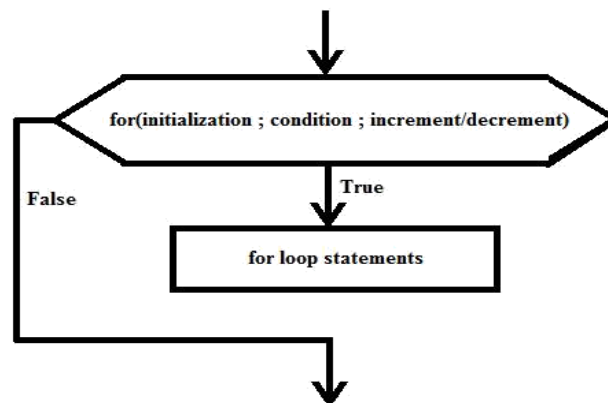 for(initialization ; condition ; increment/decrement)
True
False
for loop statements